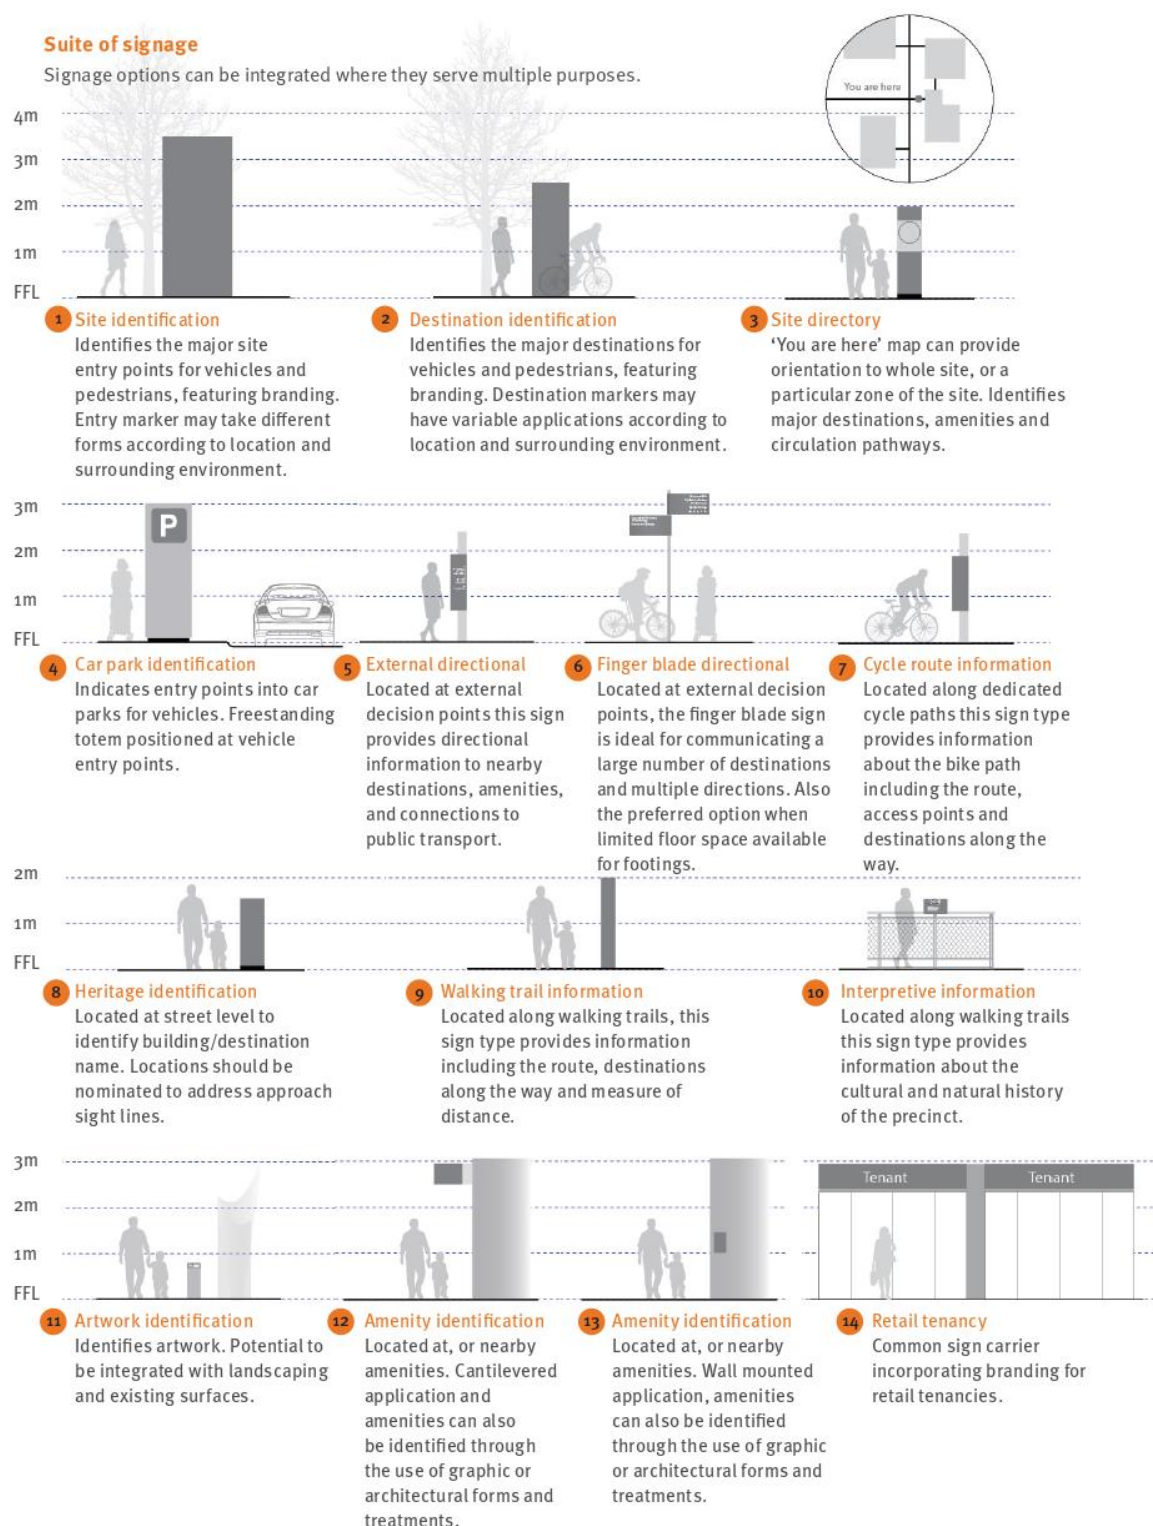 Suite of signage
Signage options can be integrated where they serve multiple purposes.
You are here
4m
3m
2m
1m
FFL
1 Site identification
Identifies the major site
entry points for vehicles and
pedestrians, featuring branding.
Entry marker may take different
forms according to location and
surrounding environment.
2 Destination identification
Identifies the major destinations for
vehicles and pedestrians, featuring
branding. Destination markers may
have variable applications according to
location and surrounding environment.
3 Site directory
‘You are here’ map can provide
orientation to whole site, or a
particular zone of the site. Identifies
major destinations, amenities and
circulation pathways.
3m
2m
1m
FFL
P
4 Car park identification
Indicates entry points into car
parks for vehicles. Freestanding
totem positioned at vehicle
entry points.
5 External directional
Located at external
decision points this sign
provides directional
information to nearby
destinations, amenities,
and connections to
public transport.
6 Finger blade directional
Located at external decision
points, the finger blade sign
is ideal for communicating a
large number of destinations
and multiple directions. Also
the preferred option when
limited floor space available
for footings.
7 Cycle route information
Located along dedicated
cycle paths this sign type
provides information
about the bike path
including the route,
access points and
destinations along the
way.
2m
1m
FFL
8 Heritage identification
Located at street level to
identify building/destination
name. Locations should be
nominated to address approach
sight lines.
9 Walking trail information
Located along walking trails, this
sign type provides information
including the route, destinations
along the way and measure of
distance.
10 Interpretive information
Located along walking trails
this sign type provides
information about the
cultural and natural history
of the precinct.
3m
2m
1m
FFL
Tenant
Tenant
11 Artwork identification
Identifies artwork. Potential to
be integrated with landscaping
and existing surfaces.
12 Amenity identification
Located at, or nearby
amenities. Cantilevered
application and
amenities can also
be identified through
the use of graphic or
architectural forms and
treatments.
13 Amenity identification
Located at, or nearby
amenities. Wall mounted
application, amenities
can also be identified
through the use of graphic
or architectural forms and
treatments.
14 Retail tenancy
Common sign carrier
incorporating branding for
retail tenancies.